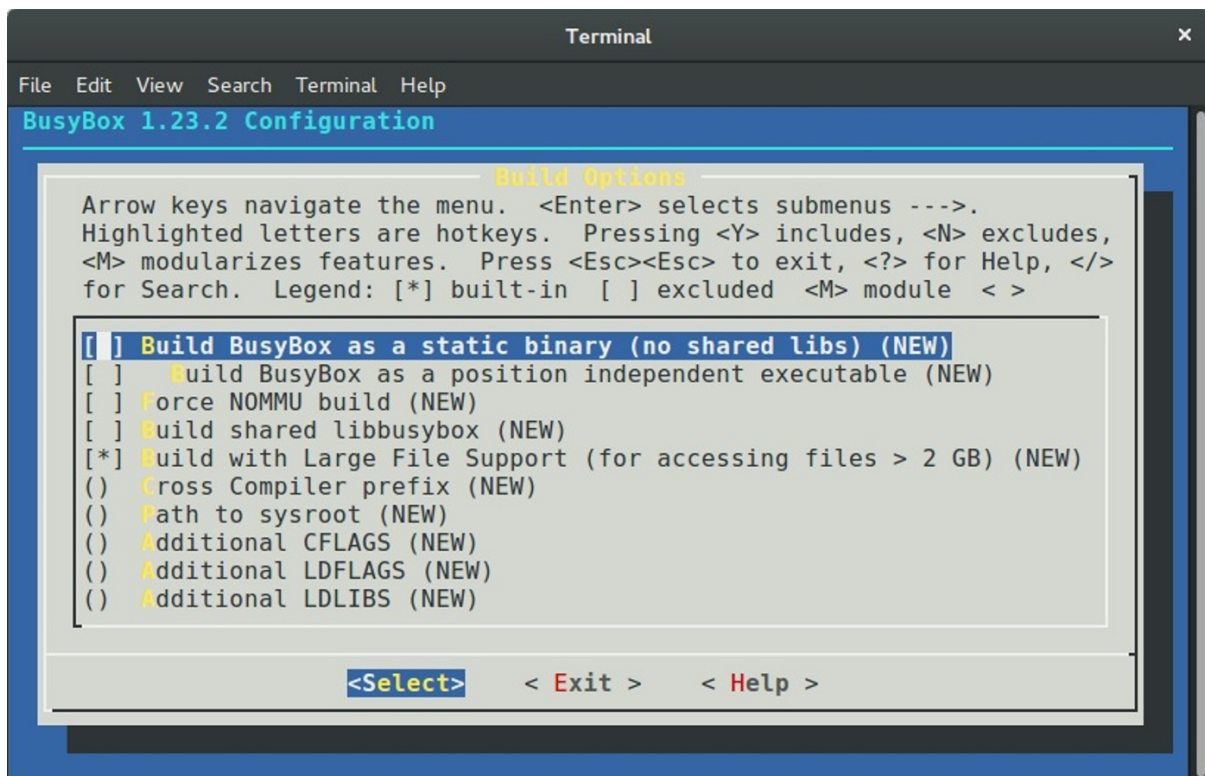 Terminal ×
File Edit View Search Terminal Help
BusyBox 1.23.2 Configuration
Build Options
Arrow keys navigate the menu. <Enter> selects submenus --->.
Highlighted letters are hotkeys. Pressing <Y> includes, <N> excludes,
<M> modularizes features. Press <Esc><Esc> to exit, <?> for Help, </>
for Search. Legend: [*] built-in [ ] excluded <M> module < >
[ ] Build BusyBox as a static binary (no shared libs) (NEW)
[ ] Build BusyBox as a position independent executable (NEW)
[ ] Force NOMMU build (NEW)
[ ] Build shared libbusybox (NEW)
[*] Build with Large File Support (for accessing files > 2 GB) (NEW)
() Cross Compiler prefix (NEW)
() Path to sysroot (NEW)
() Additional CFLAGS (NEW)
() Additional LDFLAGS (NEW)
() Additional LDLIBS (NEW)
<Select> < Exit > < Help >